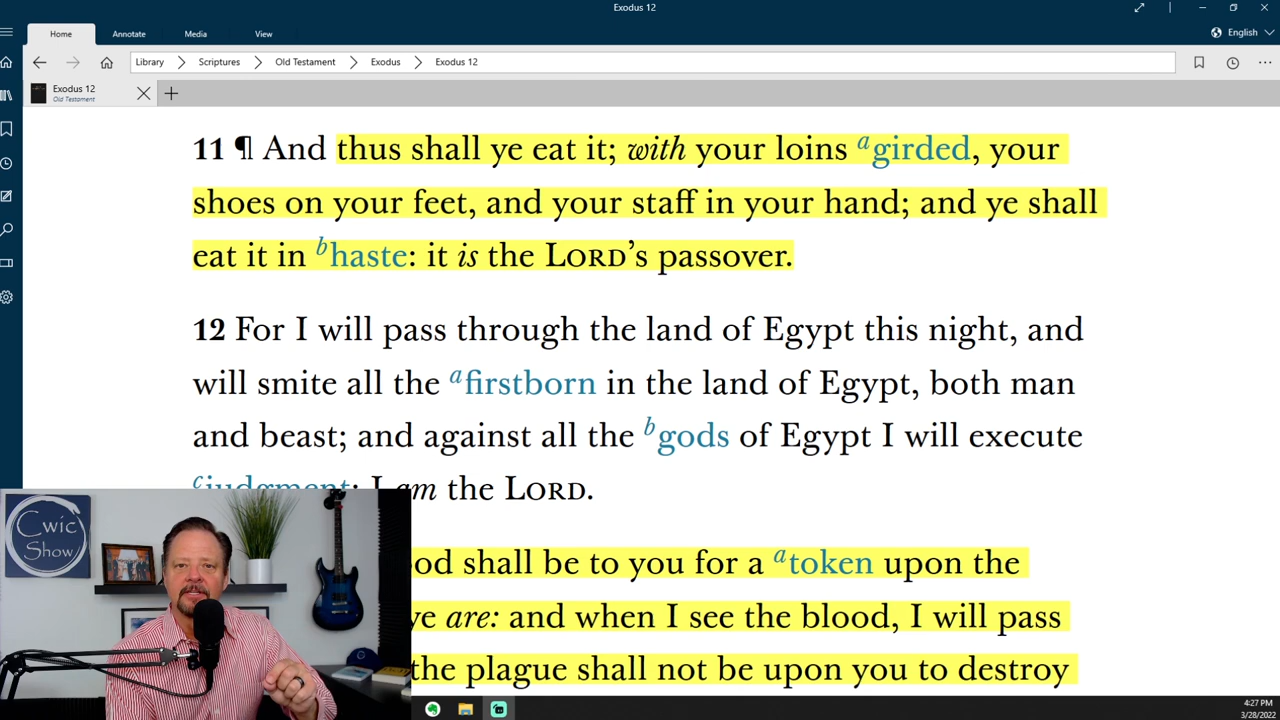 Exodus 12
Home Annotate Media View
English
Library Scriptures Old Testament Exodus Exodus 12
Exodus 12
Old Testament
11 ¶ And thus shall ye eat it; with your loins a girded, your
shoes on your feet, and your staff in your hand; and ye shall
eat it in b haste: it is the LORD’s passover.
12 For I will pass through the land of Egypt this night, and
will smite all the a firstborn in the land of Egypt, both man
and beast; and against all the b gods of Egypt I will execute
c judgment: I am the LORD.
shall be to you for a a token upon the
ye are: and when I see the blood, I will pass
the plague shall not be upon you to destroy
Cwic
Show
4:27 PM
3/28/2022